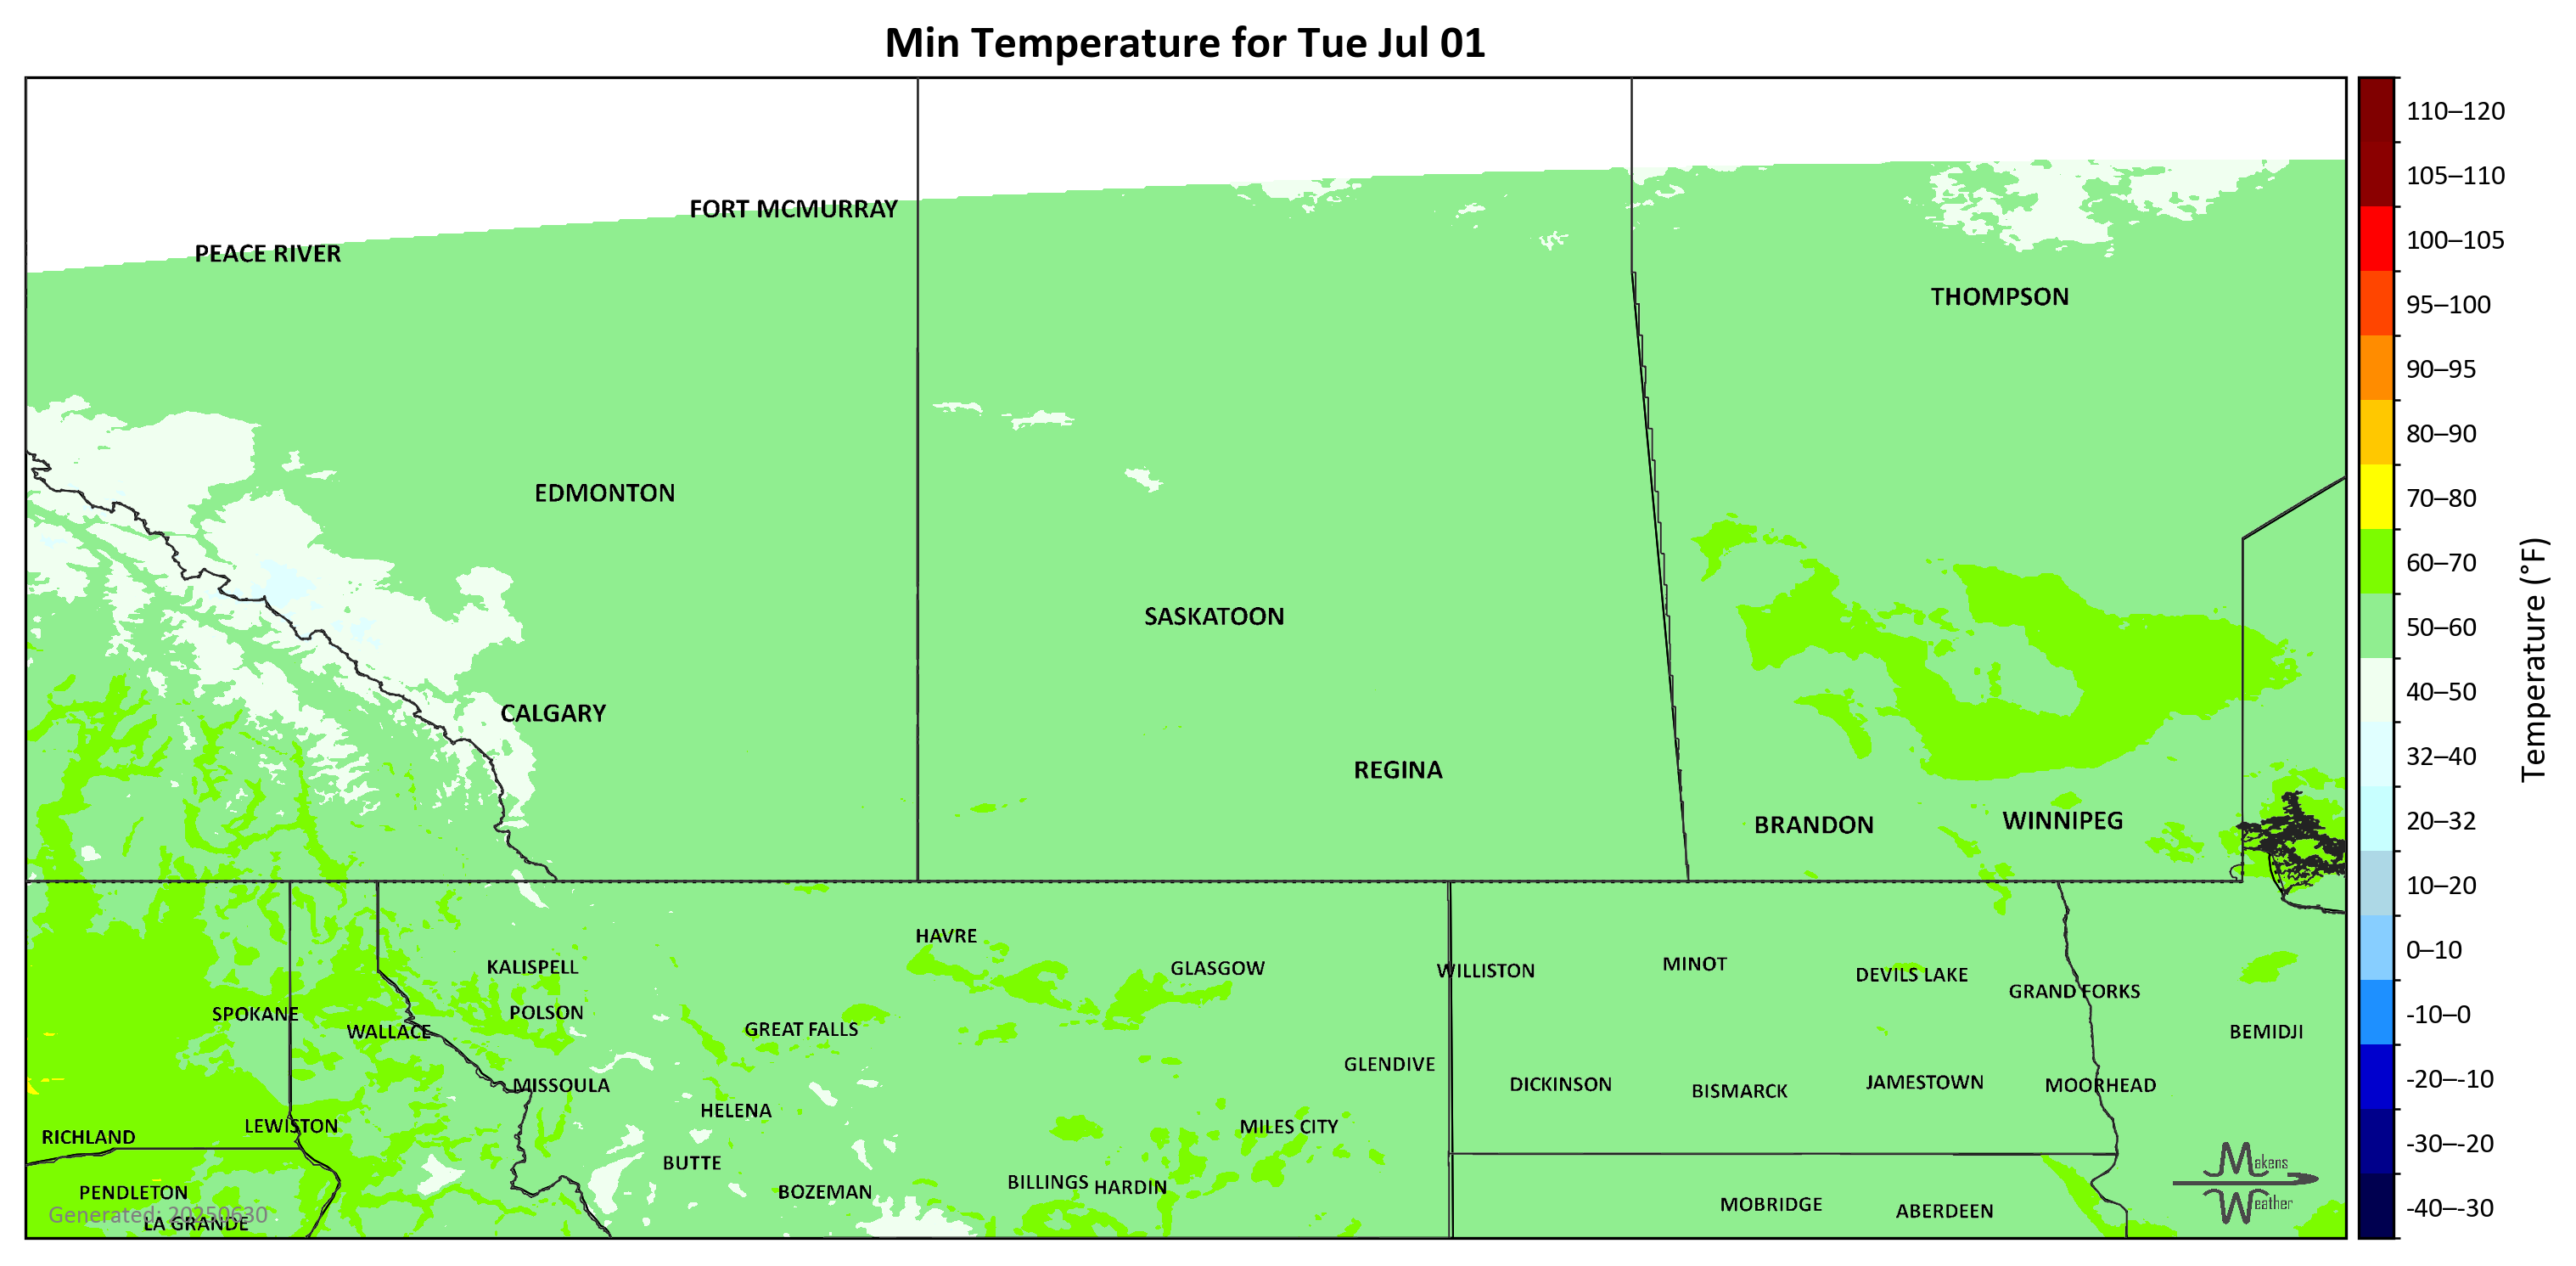 Min Temperature for Tue Jul 01
FORT MCMURRAY
PEACE RIVER
THOMPSON
EDMONTON
SASKATOON
CALGARY
REGINA
BRANDON
WINNIPEG
HAVRE
KALISPELL
GLASGOW
WILLISTON
MINOT
DEVILS LAKE
GRAND FORKS
SPOKANE
POLSON
WALLACE
GREAT FALLS
BEMIDJI
GLENDIVE
MISSOULA
DICKINSON
BISMARCK
JAMESTOWN
MOORHEAD
HELENA
LEWISTON
MILES CITY
RICHLAND
BUTTE
PENDLETON
BOZEMAN
BILLINGS
HARDIN
MOBRIDGE
ABERDEEN
LA GRANDE
Generated: 20250630
Makens
Weather
110–120
105–110
100–105
95–100
90–95
80–90
70–80
60–70
50–60
40–50
32–40
20–32
10–20
0–10
-10–0
-20–-10
-30–-20
-40–-30
Temperature (°F)